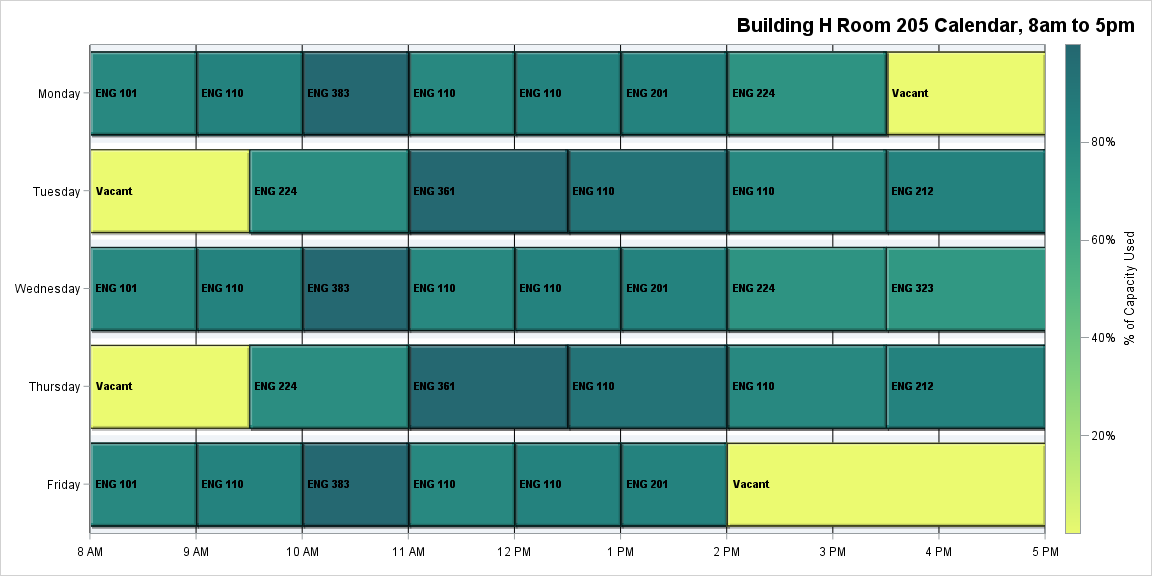 Building H Room 205 Calendar, 8am to 5pm
Monday
ENG 101
ENG 110
ENG 383
ENG 110
ENG 110
ENG 201
ENG 224
Vacant
Tuesday
Vacant
ENG 224
ENG 361
ENG 110
ENG 110
ENG 212
Wednesday
ENG 101
ENG 110
ENG 383
ENG 110
ENG 110
ENG 201
ENG 224
ENG 323
Thursday
Vacant
ENG 224
ENG 361
ENG 110
ENG 110
ENG 212
Friday
ENG 101
ENG 110
ENG 383
ENG 110
ENG 110
ENG 201
Vacant
8 AM
9 AM
10 AM
11 AM
12 PM
1 PM
2 PM
3 PM
4 PM
5 PM
80%
60%
40%
20%
% of Capacity Used